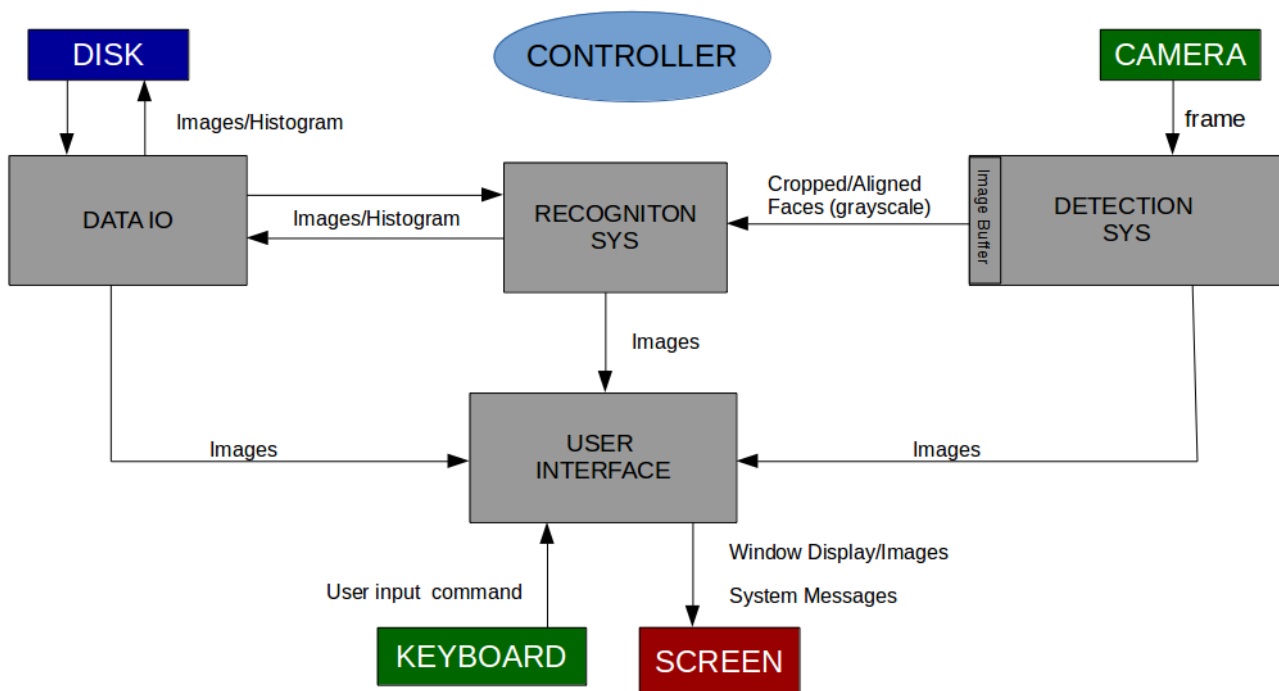 DISK
CONTROLLER
CAMERA
Images/Histogram
frame
DATA IO
Images/Histogram
RECOGNITON
SYS
Cropped/Aligned
Faces (grayscale)
Image Buffer
DETECTION
SYS
Images
Images
USER
INTERFACE
Images
User input  command
Window Display/Images
System Messages
KEYBOARD
SCREEN